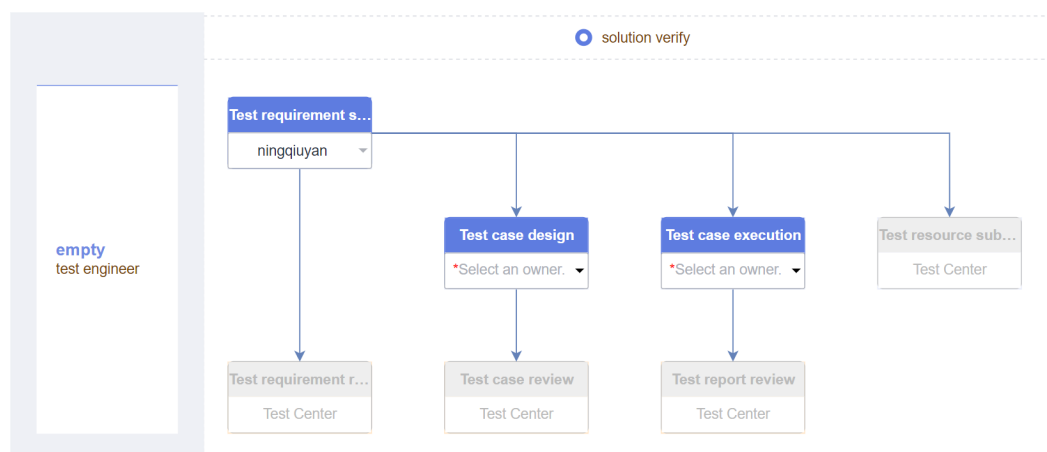 solution verify
Test requirement s...
ningqiuyan
empty
test engineer
Test case design
*Select an owner.
Test case execution
*Select an owner.
Test resource sub...
Test Center
Test requirement r...
Test Center
Test case review
Test Center
Test report review
Test Center